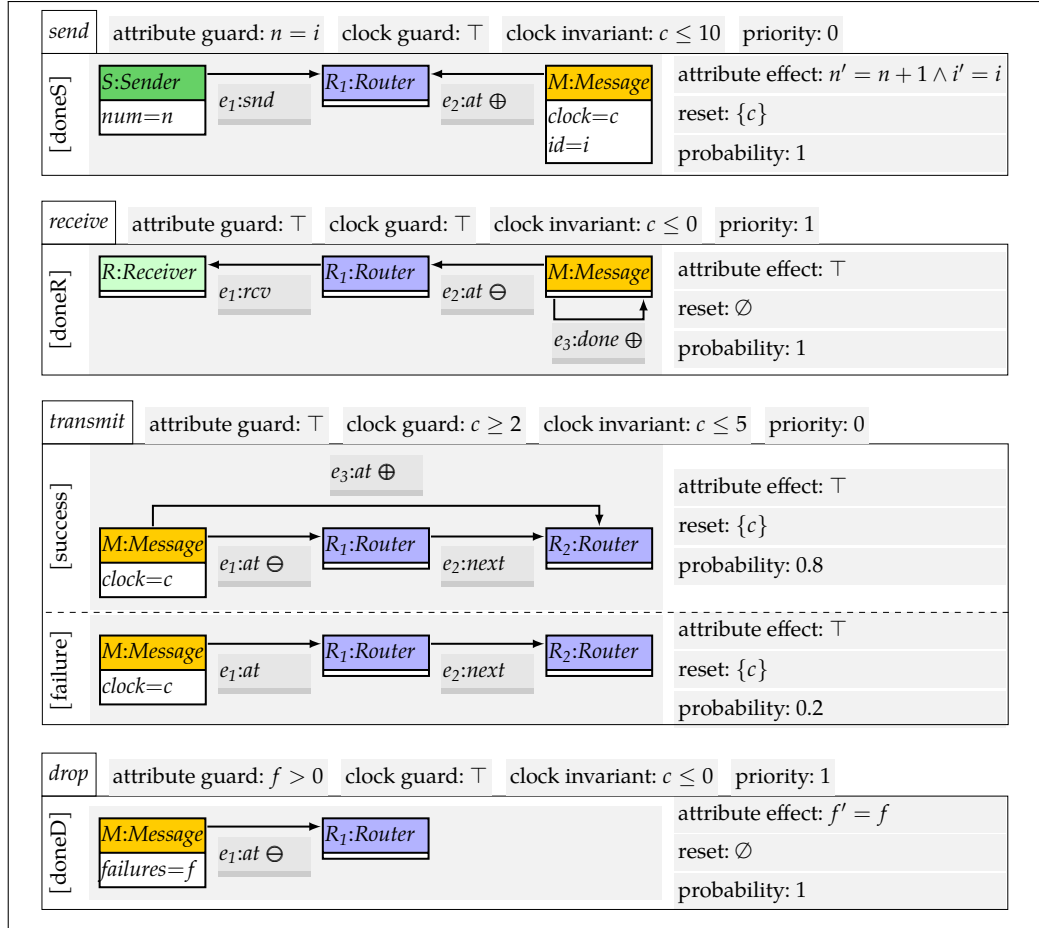 send attribute guard: n = i clock guard: ⊤ clock invariant: c ≤ 10 priority: 0
[doneS]
S:Sender R₁:Router M:Message
num=n e₁:snd e₂:at ⊕ clock=c
id=i
attribute effect: n′ = n + 1 ∧ i′ = i
reset: {c}
probability: 1
receive attribute guard: ⊤ clock guard: ⊤ clock invariant: c ≤ 0 priority: 1
[doneR]
R:Receiver R₁:Router M:Message
e₁:rcv e₂:at ⊖
e₃:done ⊕
attribute effect: ⊤
reset: ∅
probability: 1
transmit attribute guard: ⊤ clock guard: c ≥ 2 clock invariant: c ≤ 5 priority: 0
[success]
e₃:at ⊕
M:Message R₁:Router R₂:Router
clock=c e₁:at ⊖ e₂:next
attribute effect: ⊤
reset: {c}
probability: 0.8
[failure]
M:Message R₁:Router R₂:Router
clock=c e₁:at e₂:next
attribute effect: ⊤
reset: {c}
probability: 0.2
drop attribute guard: f > 0 clock guard: ⊤ clock invariant: c ≤ 0 priority: 1
[doneD]
M:Message R₁:Router
failures=f e₁:at ⊖
attribute effect: f′ = f
reset: ∅
probability: 1